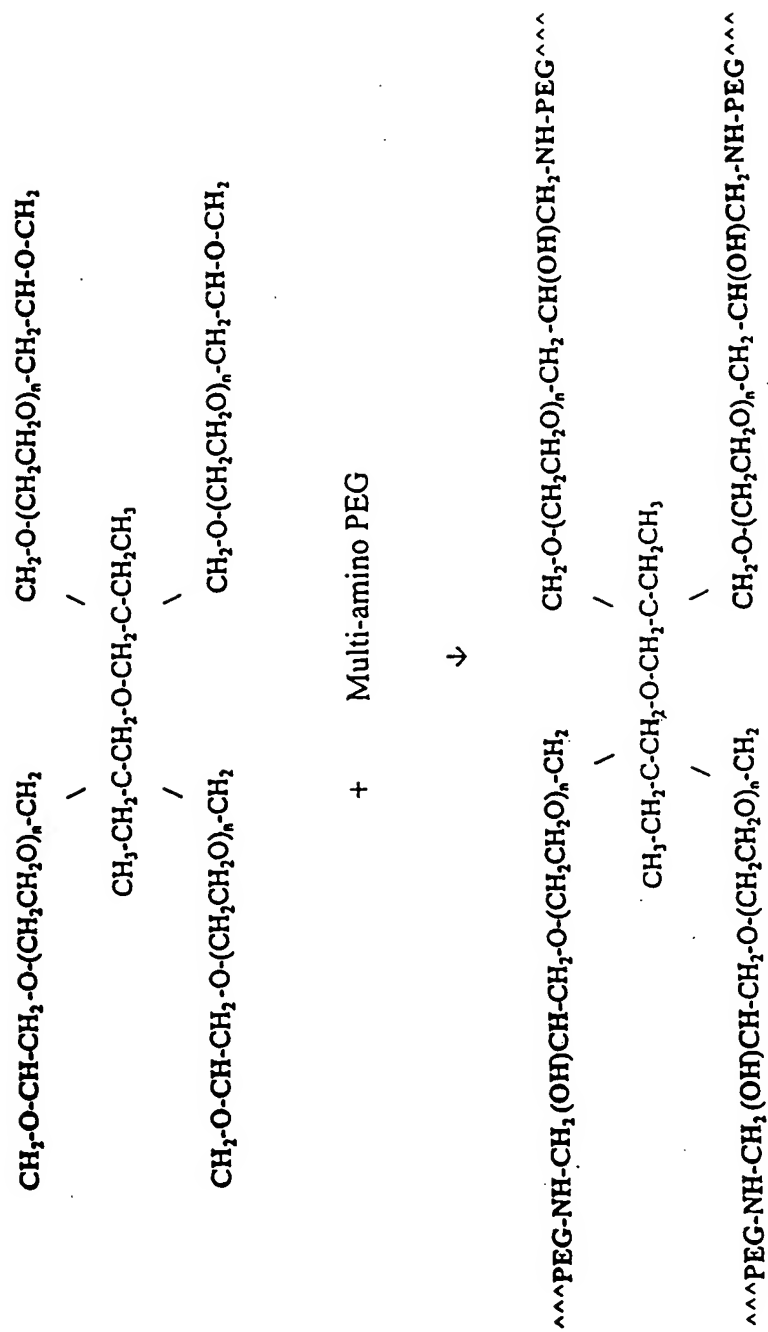 CH₂-O-CH-CH₂-O-(CH₂CH₂O)ₙ-CH₂ CH₂-O-(CH₂CH₂O)ₙ-CH₂-CH-O-CH₂
\ /
CH₃-CH₂-C-CH₂-O-CH₂-C-CH₂CH₃
/ \
CH₂-O-CH-CH₂-O-(CH₂CH₂O)ₙ-CH₂ CH₂-O-(CH₂CH₂O)ₙ-CH₂-CH-O-CH₂
+ Multi-amino PEG
↓
^^^PEG-NH-CH₂(OH)CH-CH₂-O-(CH₂CH₂O)ₙ-CH₂ CH₂-O-(CH₂CH₂O)ₙ-CH₂-CH(OH)CH₂-NH-PEG^^^
\ /
CH₃-CH₂-C-CH₂-O-CH₂-C-CH₂CH₃
/ \
^^^PEG-NH-CH₂(OH)CH-CH₂-O-(CH₂CH₂O)ₙ-CH₂ CH₂-O-(CH₂CH₂O)ₙ-CH₂-CH(OH)CH₂-NH-PEG^^^